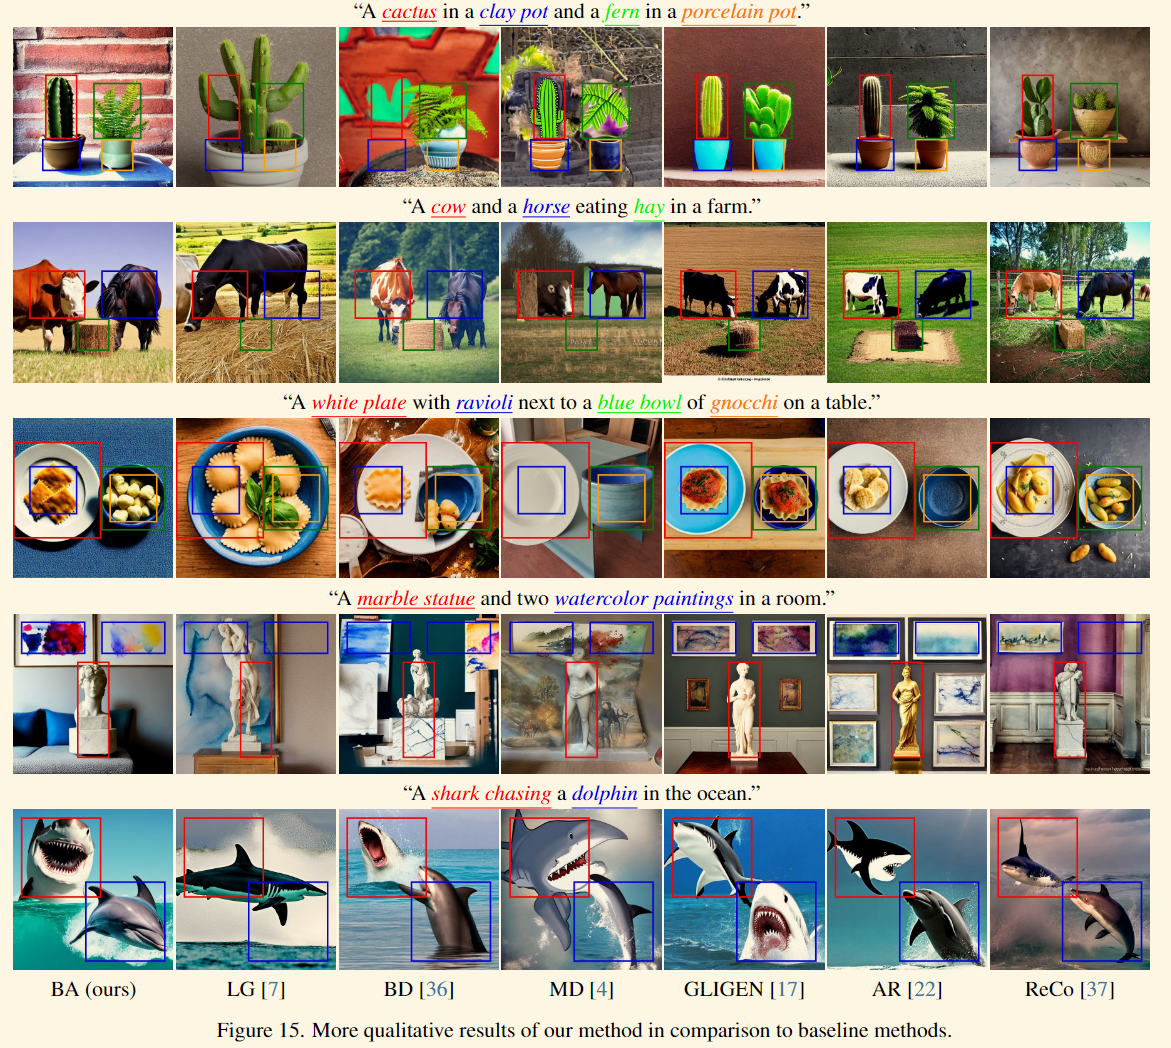 “A cactus in a clay pot and a fern in a porcelain pot.”
“A cow and a horse eating hay in a farm.”
“A white plate with ravioli next to a blue bowl of gnocchi on a table.”
“A marble statue and two watercolor paintings in a room.”
“A shark chasing a dolphin in the ocean.”
BA (ours) LG [7] BD [36] MD [4] GLIGEN [17] AR [22] ReCo [37]
Figure 15. More qualitative results of our method in comparison to baseline methods.